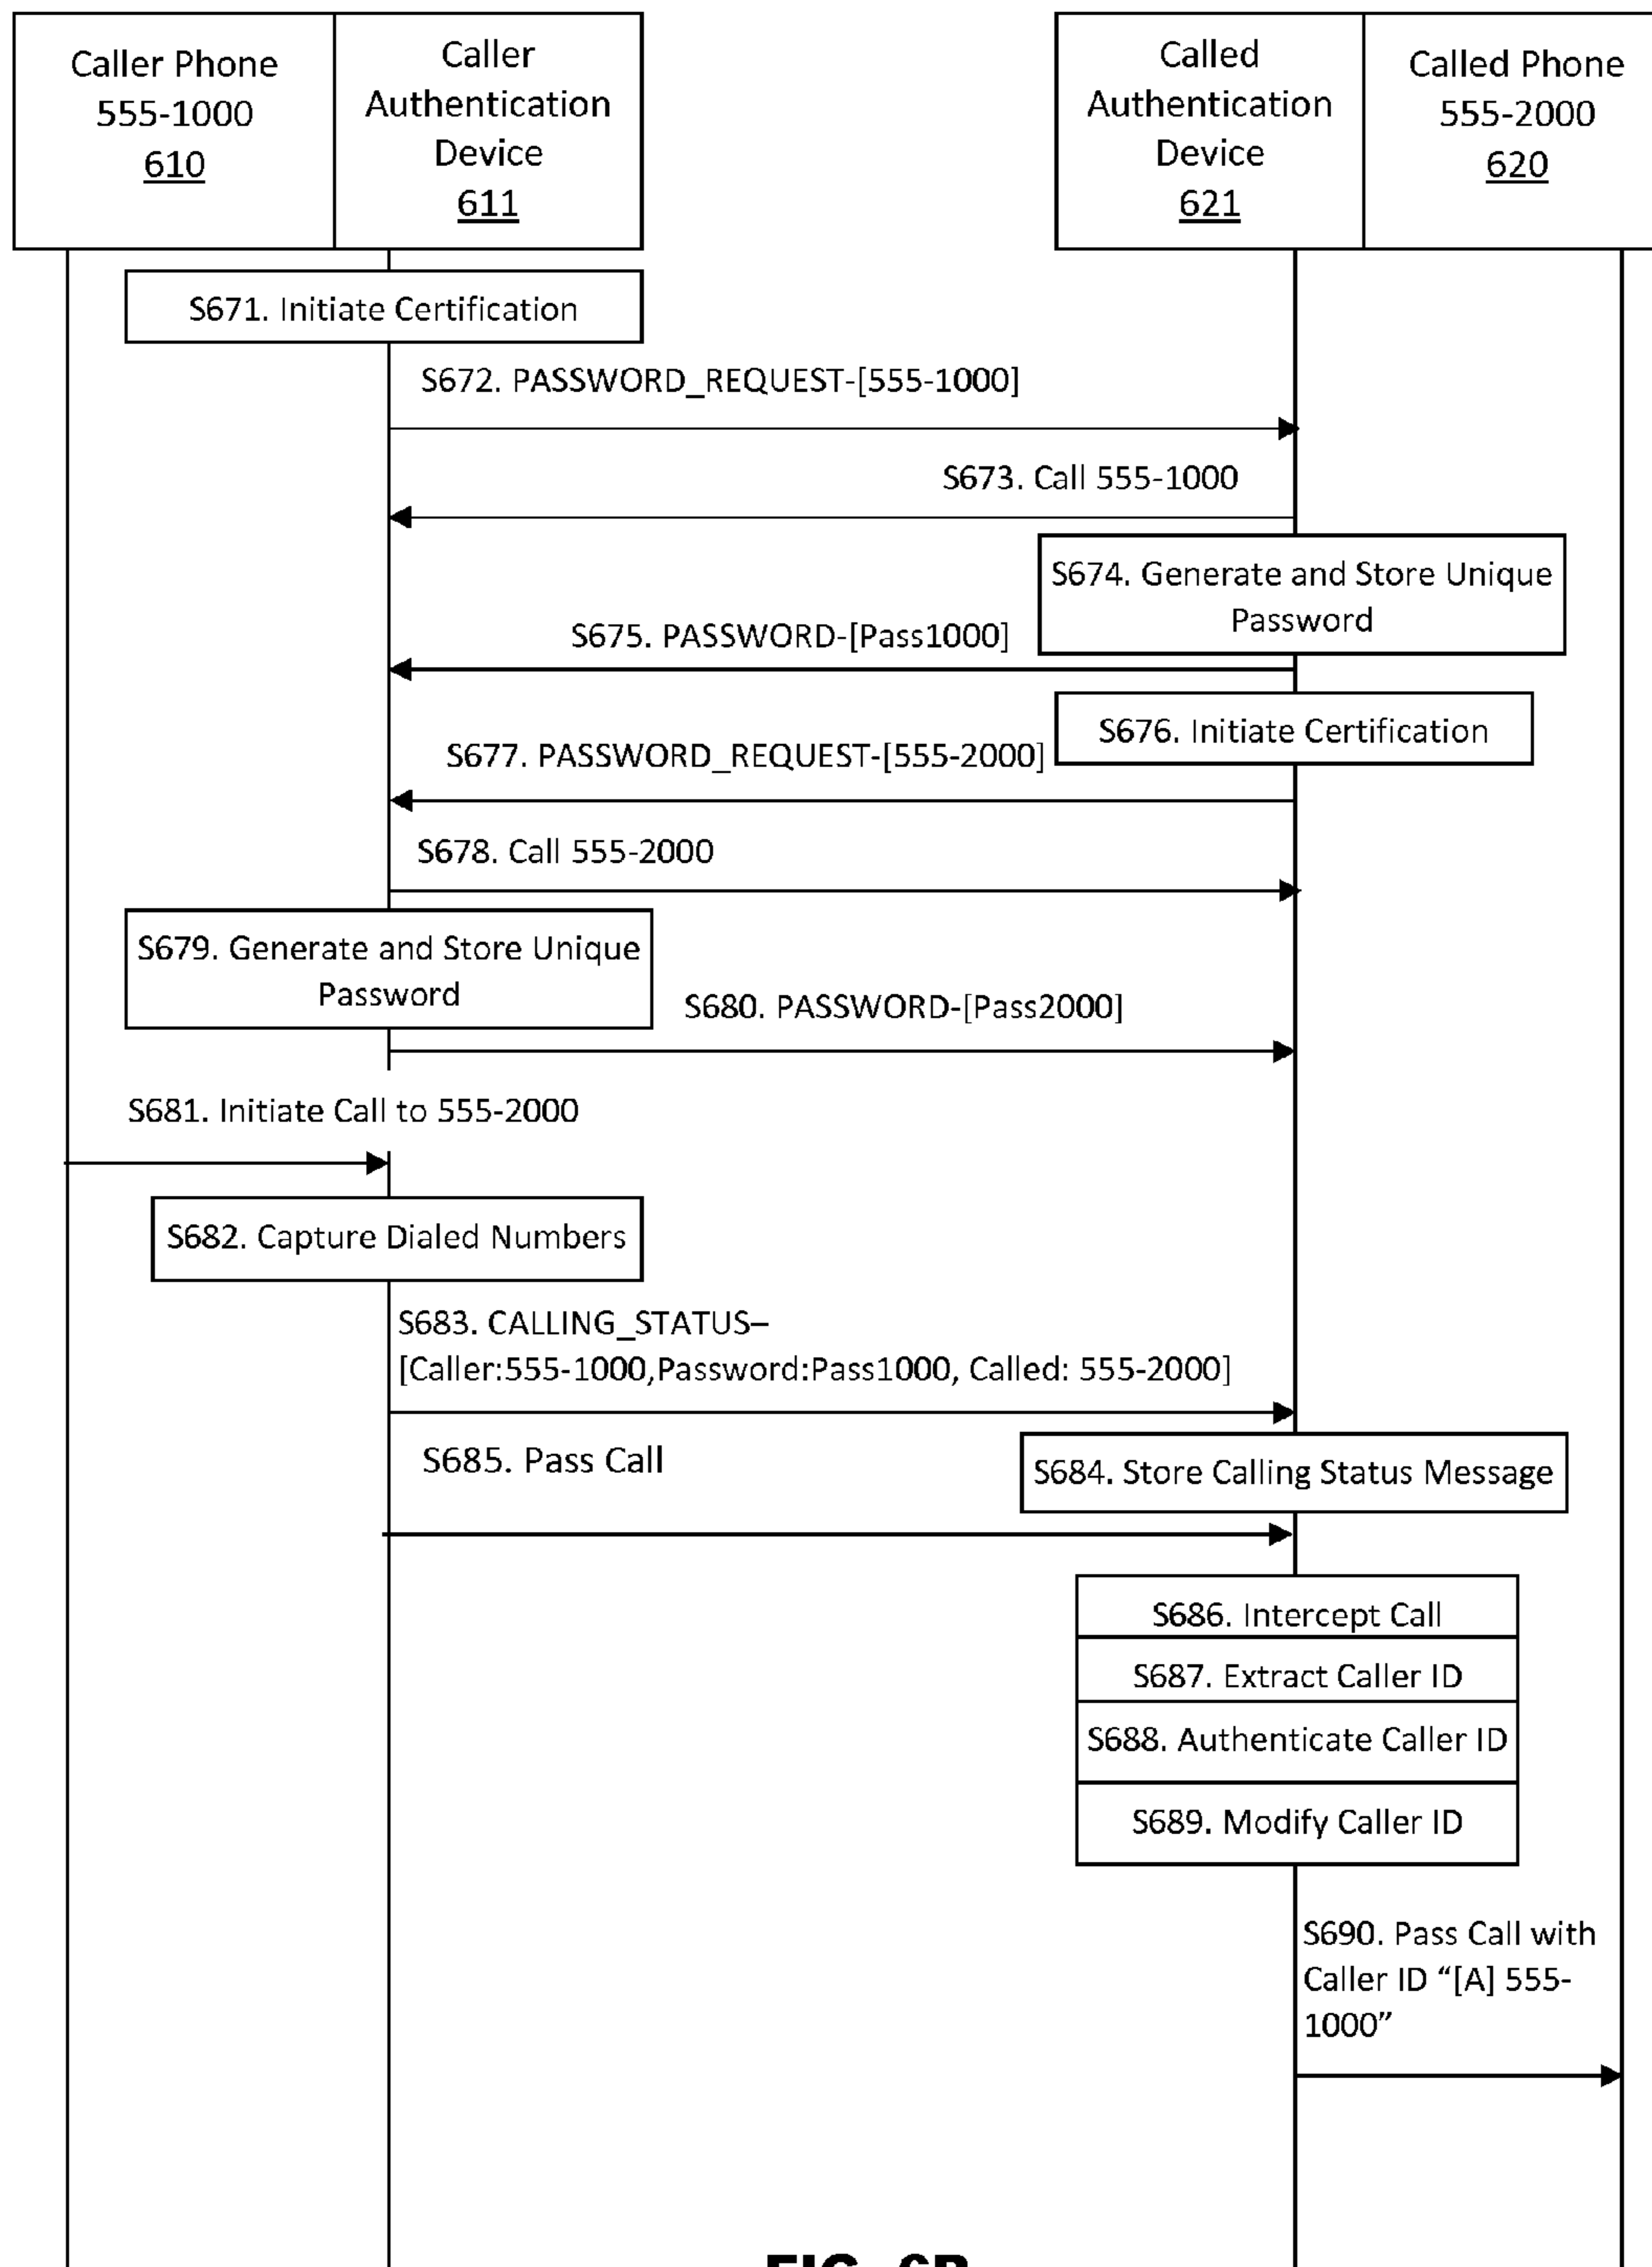 Caller Phone
555-1000
610
Caller
Authentication
Device
611
Called
Authentication
Device
621
Called Phone
555-2000
620
S671. Initiate Certification
S672. PASSWORD_REQUEST-[555-1000]
S673. Call 555-1000
S674. Generate and Store Unique
Password
S675. PASSWORD-[Pass1000]
S676. Initiate Certification
S677. PASSWORD_REQUEST-[555-2000]
S678. Call 555-2000
S679. Generate and Store Unique
Password
S680. PASSWORD-[Pass2000]
S681. Initiate Call to 555-2000
S682. Capture Dialed Numbers
S683. CALLING_STATUS–
[Caller:555-1000,Password:Pass1000, Called: 555-2000]
S685. Pass Call
S684. Store Calling Status Message
S686. Intercept Call
S687. Extract Caller ID
S688. Authenticate Caller ID
S689. Modify Caller ID
S690. Pass Call with
Caller ID “[A] 555-
1000”